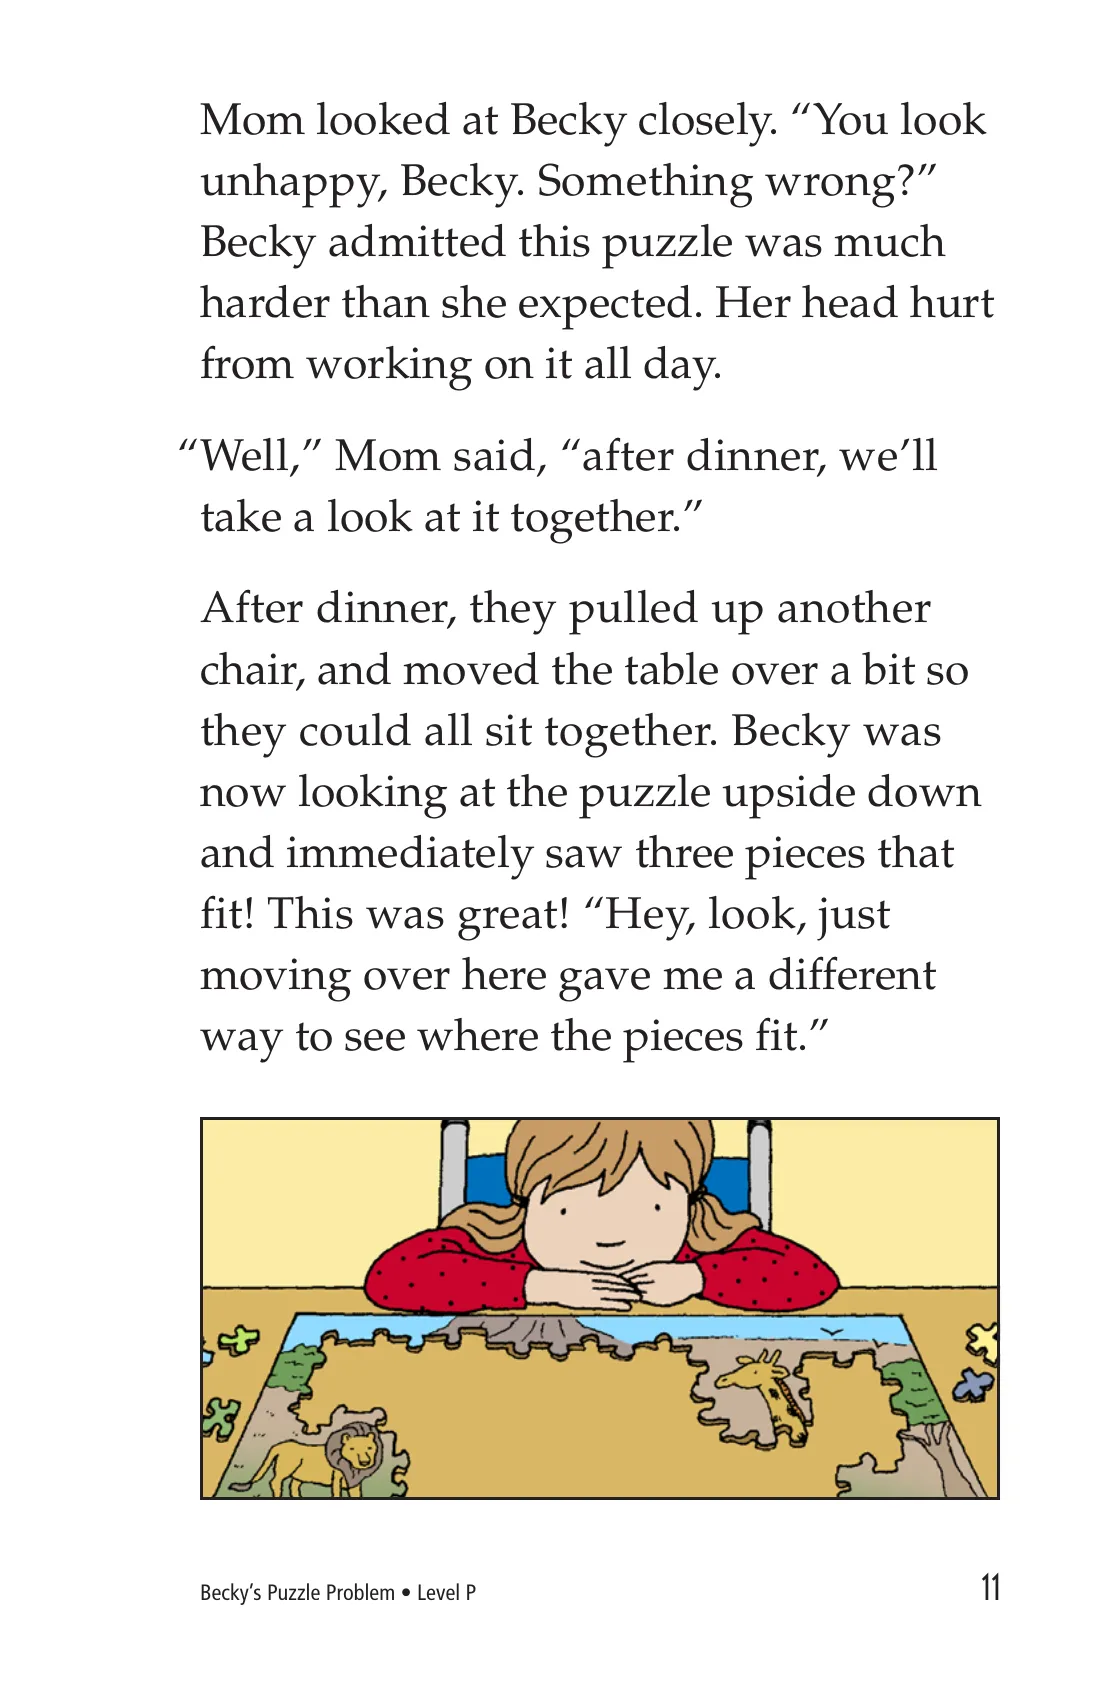 Mom looked at Becky closely. “You look
unhappy, Becky. Something wrong?”
Becky admitted this puzzle was much
harder than she expected. Her head hurt
from working on it all day.
“Well,” Mom said, “after dinner, we’ll
take a look at it together.”
After dinner, they pulled up another
chair, and moved the table over a bit so
they could all sit together. Becky was
now looking at the puzzle upside down
and immediately saw three pieces that
fit! This was great! “Hey, look, just
moving over here gave me a different
way to see where the pieces fit.”
Becky’s Puzzle Problem • Level P
11